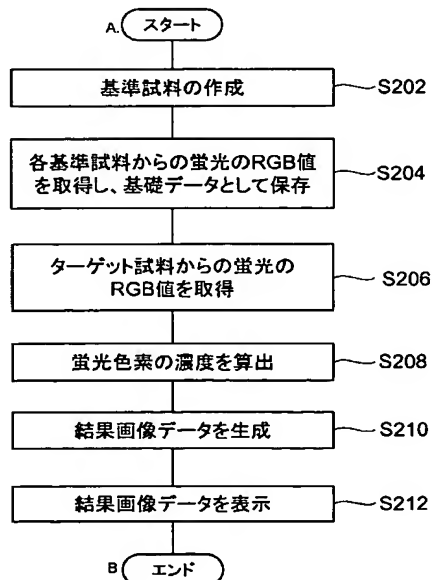 A. スタート
基準試料の作成 S202
各基準試料からの蛍光のRGB値
を取得し、基礎データとして保存 S204
ターゲット試料からの蛍光の
RGB値を取得 S206
蛍光色素の濃度を算出 S208
結果画像データを生成 S210
結果画像データを表示 S212
B エンド